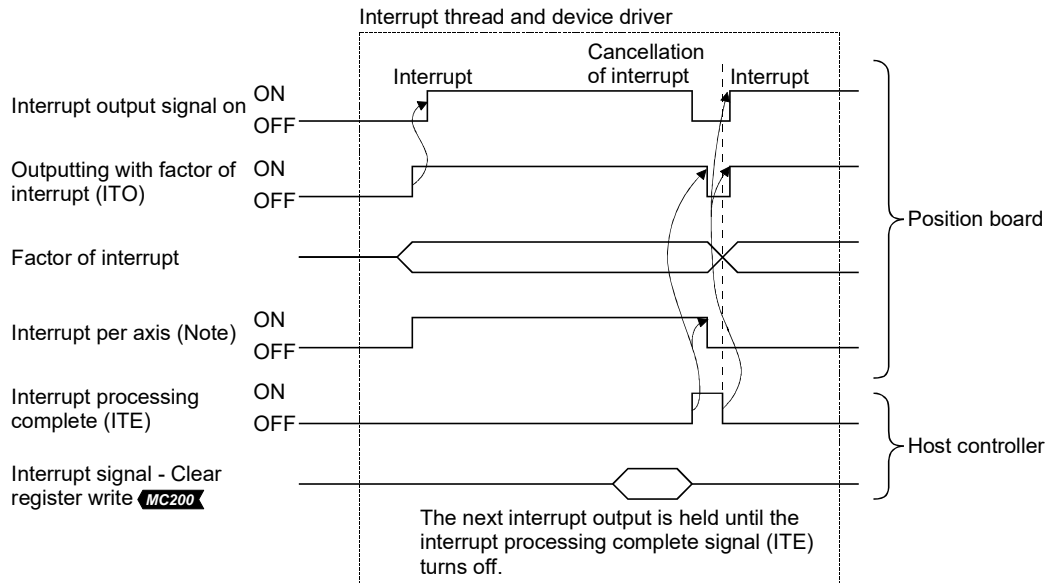 Interrupt thread and device driver
Cancellation
of interrupt
Interrupt
Interrupt
Interrupt output signal on
ON
OFF
Outputting with factor of
interrupt (ITO)
ON
OFF
Position board
Factor of interrupt
Interrupt per axis (Note)
ON
OFF
Interrupt processing
complete (ITE)
ON
OFF
Host controller
Interrupt signal - Clear
register write MC200
The next interrupt output is held until the
interrupt processing complete signal (ITE)
turns off.